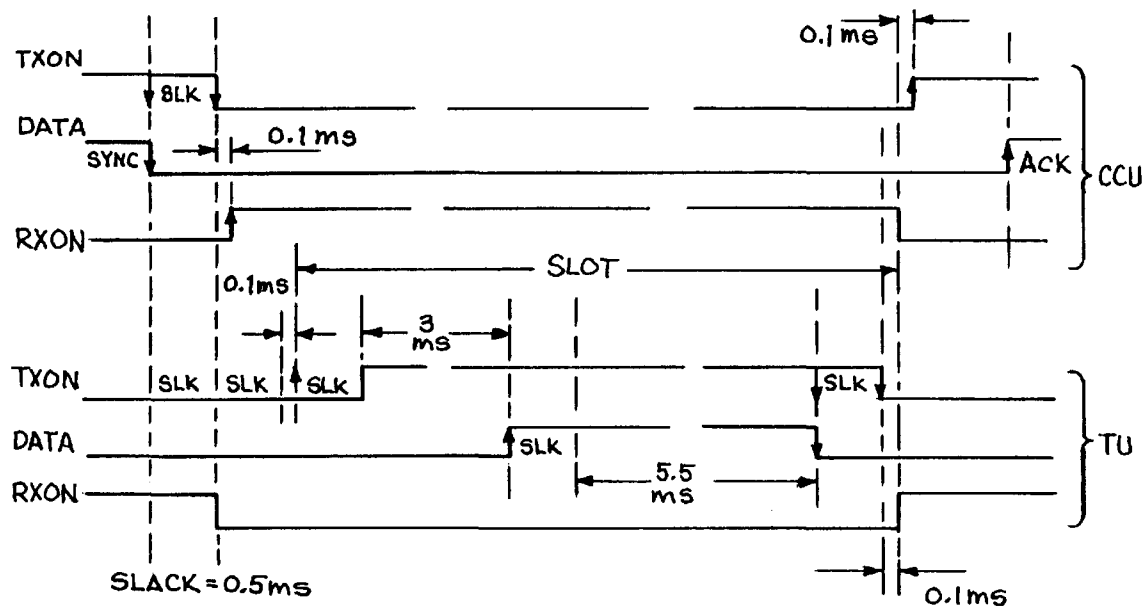 0.1ms
TXON
SLK
DATA
0.1ms
SYNC
ACK
CCU
RXON
SLOT
0.1ms
3
ms
TXON
SLK SLK SLK
SLK
DATA
SLK
TU
5.5
ms
RXON
SLACK = 0.5ms
0.1ms